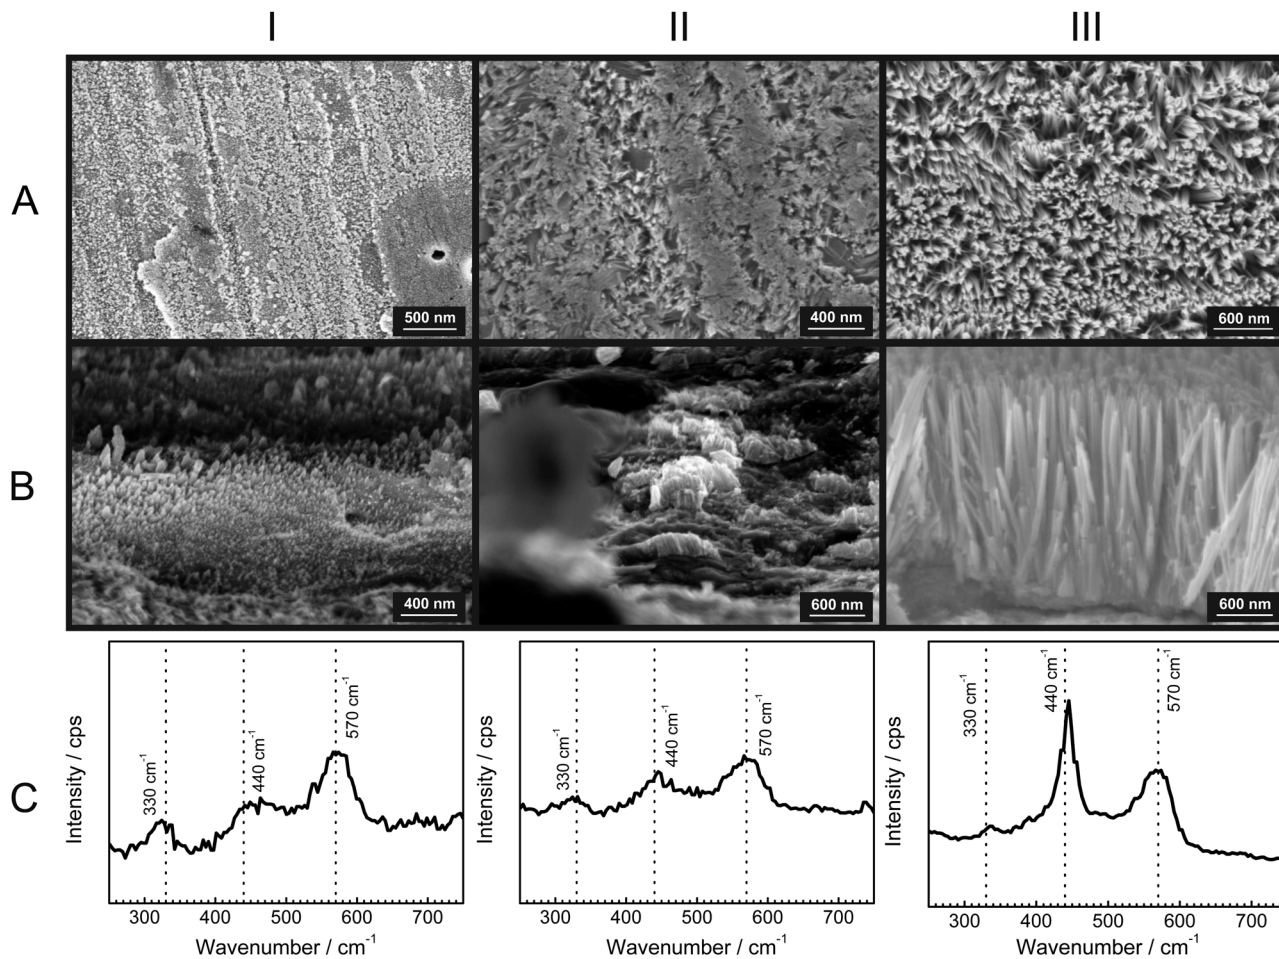 I II III
A
500 nm 400 nm 600 nm
B
400 nm 600 nm 600 nm
C
Intensity / cps
330 cm⁻¹
440 cm⁻¹
570 cm⁻¹
300 400 500 600 700
Wavenumber / cm⁻¹
Intensity / cps
330 cm⁻¹
440 cm⁻¹
570 cm⁻¹
300 400 500 600 700
Wavenumber / cm⁻¹
Intensity / cps
330 cm⁻¹
440 cm⁻¹
570 cm⁻¹
300 400 500 600 700
Wavenumber / cm⁻¹